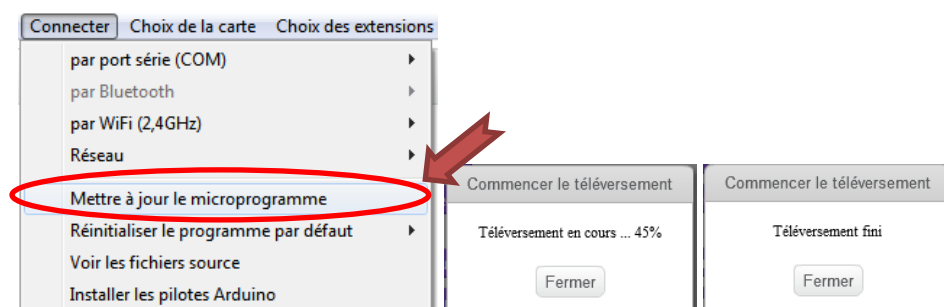 Connecter Choix de la carte Choix des extensions
par port série (COM)
par Bluetooth
par WiFi (2,4GHz)
Réseau
Mettre à jour le microprogramme
Réinitialiser le programme par défaut
Voir les fichiers source
Installer les pilotes Arduino
Commencer le téléversement
Téléversement en cours ... 45%
Fermer
Commencer le téléversement
Téléversement fini
Fermer